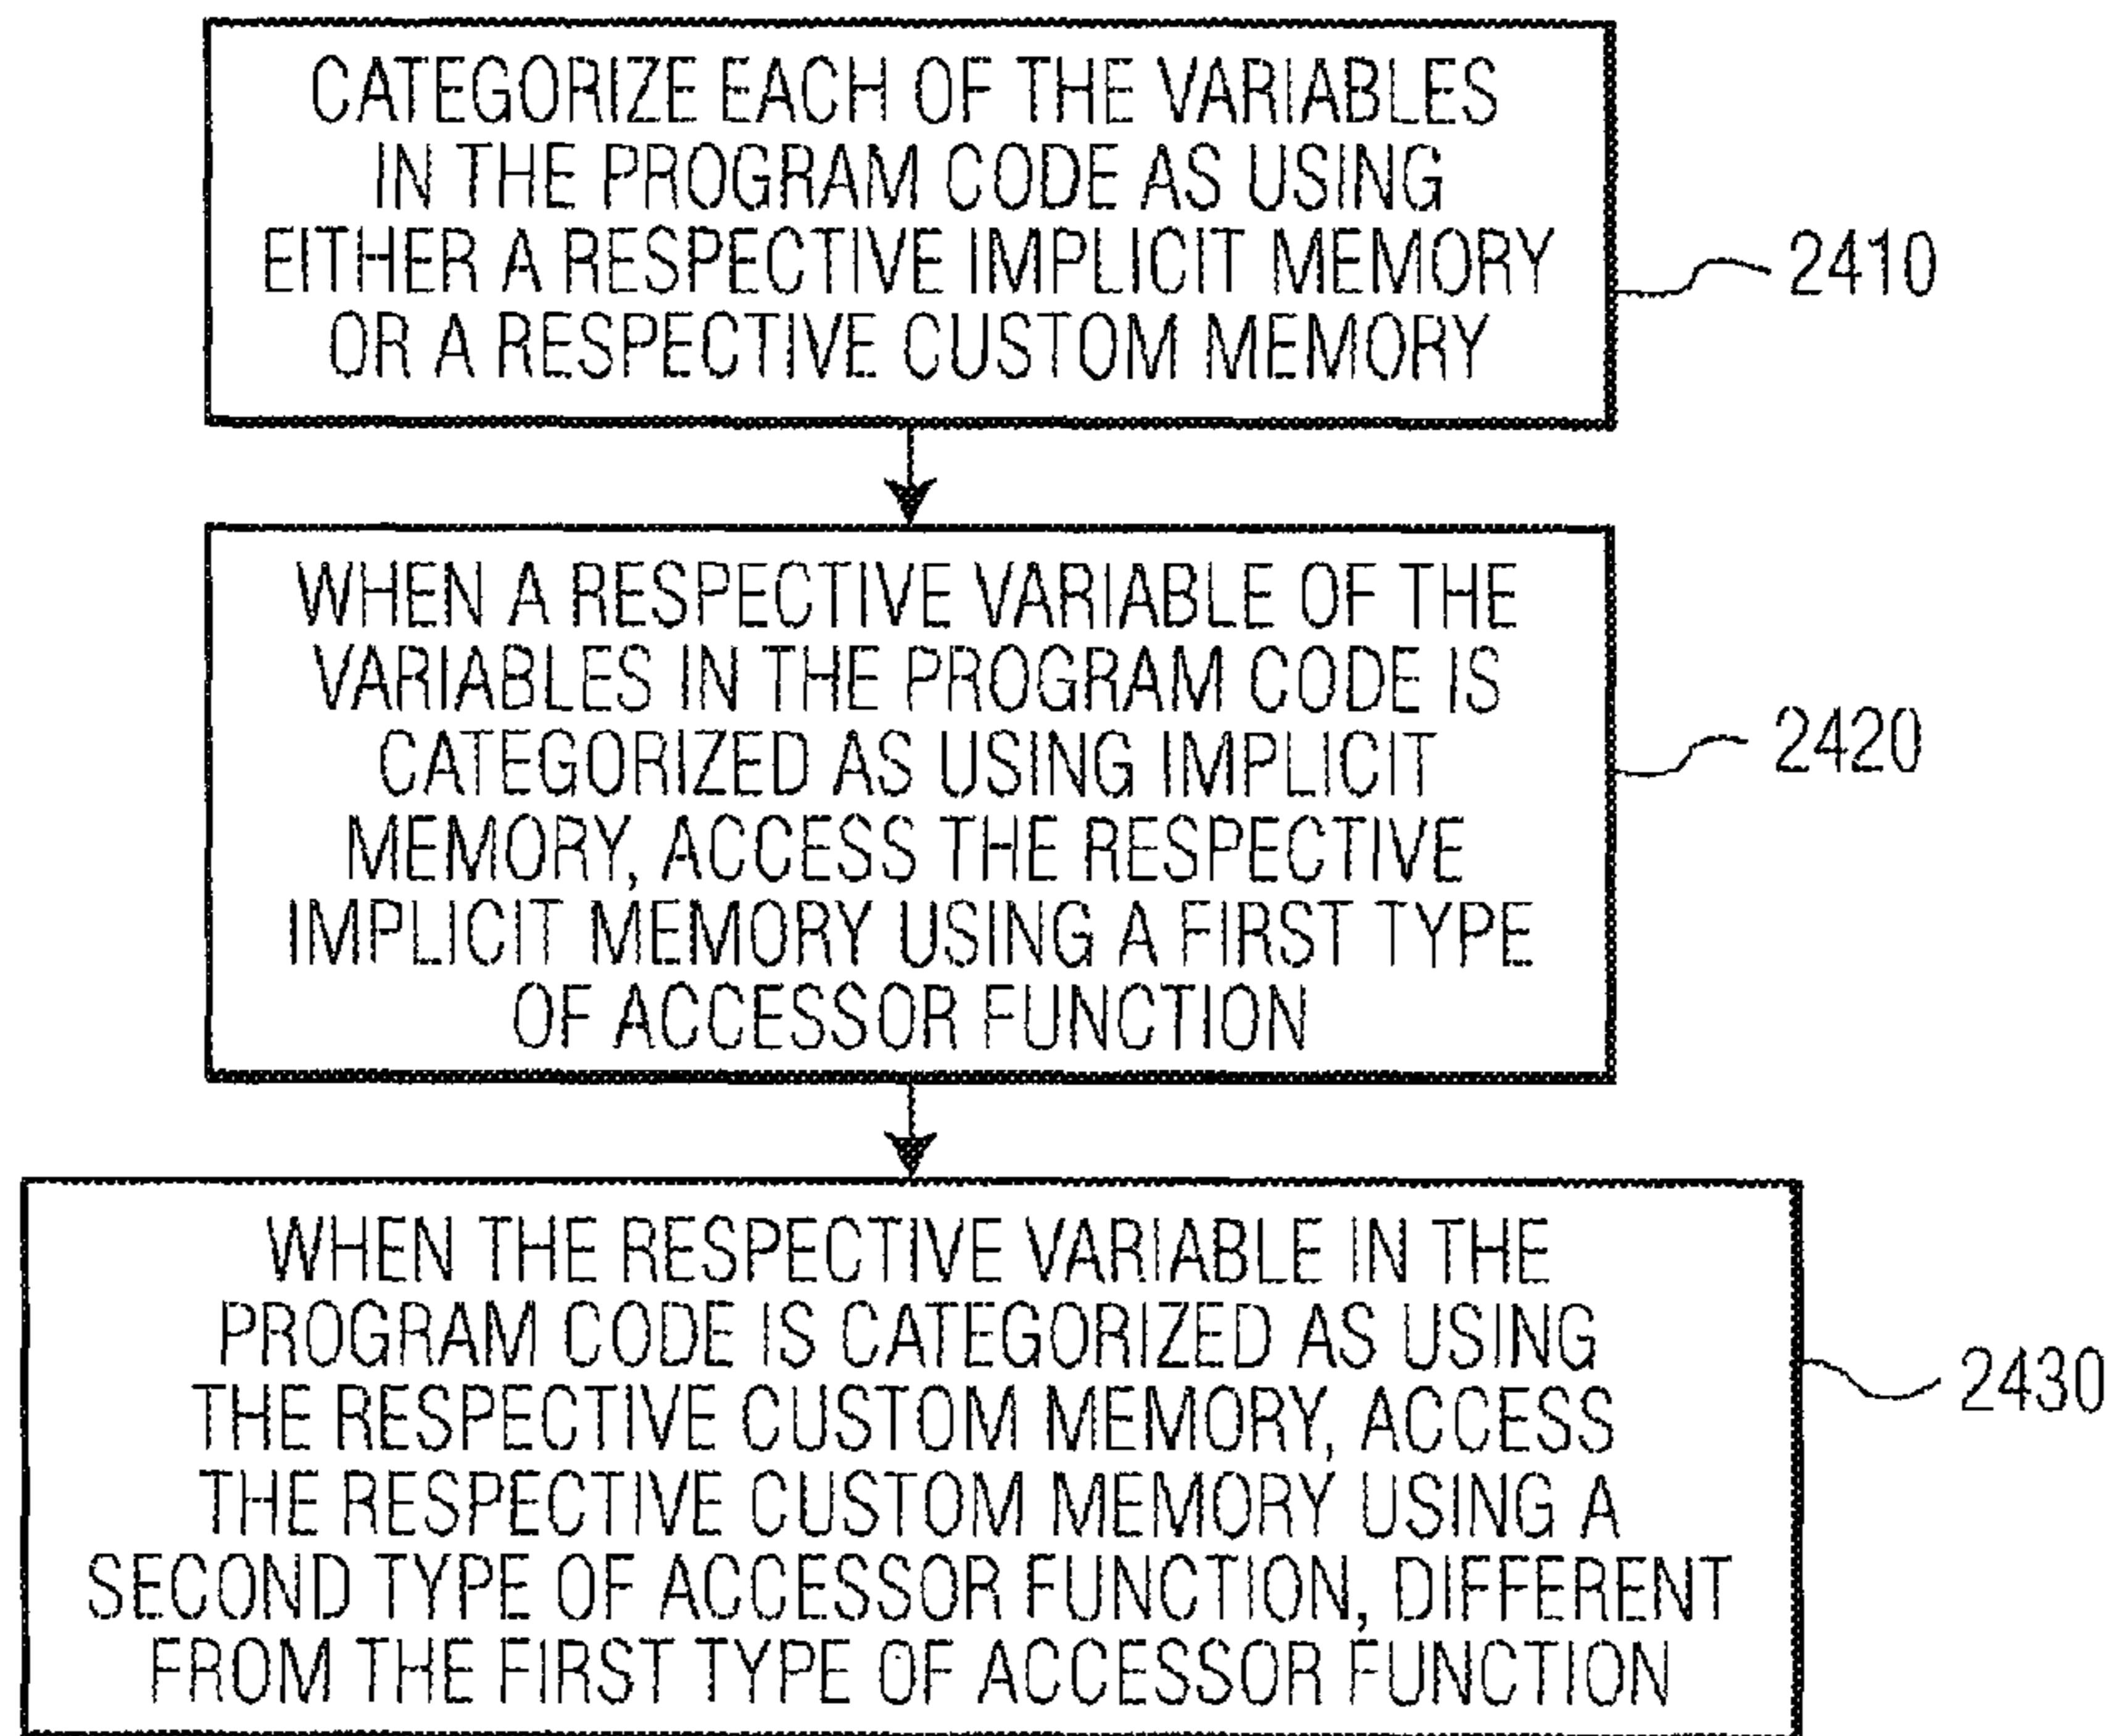 CATEGORIZE EACH OF THE VARIABLES
IN THE PROGRAM CODE AS USING
EITHER A RESPECTIVE IMPLICIT MEMORY
OR A RESPECTIVE CUSTOM MEMORY
2410
WHEN A RESPECTIVE VARIABLE OF THE
VARIABLES IN THE PROGRAM CODE IS
CATEGORIZED AS USING IMPLICIT
MEMORY, ACCESS THE RESPECTIVE
IMPLICIT MEMORY USING A FIRST TYPE
OF ACCESSOR FUNCTION
2420
WHEN THE RESPECTIVE VARIABLE IN THE
PROGRAM CODE IS CATEGORIZED AS USING
THE RESPECTIVE CUSTOM MEMORY, ACCESS
THE RESPECTIVE CUSTOM MEMORY USING A
SECOND TYPE OF ACCESSOR FUNCTION, DIFFERENT
FROM THE FIRST TYPE OF ACCESSOR FUNCTION
2430